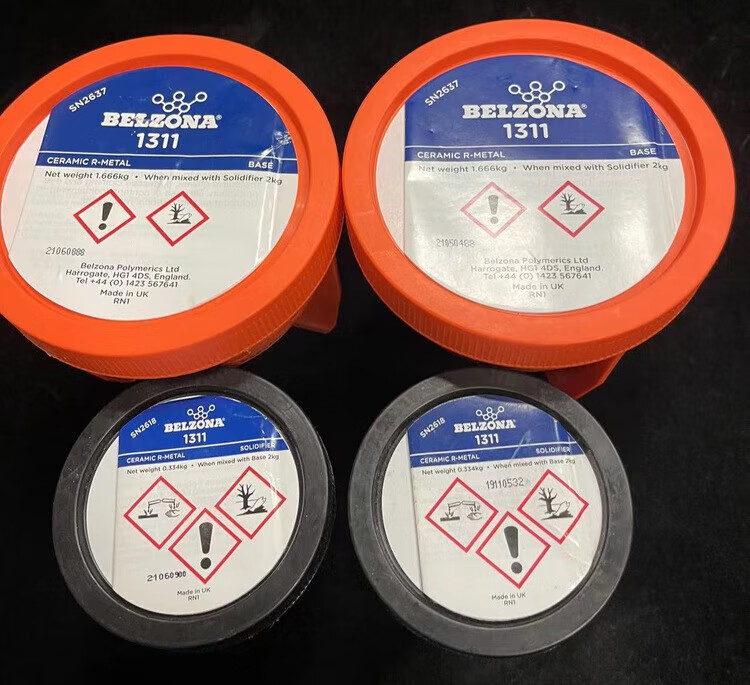 SN2637
BELZONA®
1311
CERAMIC R-METAL BASE
Net weight 1.666kg • When mixed with Solidifier 2kg
21060888
Belzona Polymerics Ltd
Harrogate, HG1 4DS, England.
Tel +44 (0) 1423 567641
Made in UK
RN1
SN2637
BELZONA®
1311
CERAMIC R-METAL BASE
Net weight 1.666kg • When mixed with Solidifier 2kg
21050488
Belzona Polymerics Ltd
Harrogate, HG1 4DS, England.
Tel +44 (0) 1423 567641
Made in UK
RN1
SN2618
BELZONA®
1311
CERAMIC R-METAL SOLIDIFIER
Net weight 0.334kg • When mixed with Base 2kg
21060900
Made in UK
RN1
SN2618
BELZONA®
1311
CERAMIC R-METAL SOLIDIFIER
Net weight 0.334kg • When mixed with Base 2kg
19110532
Made in UK
RN1